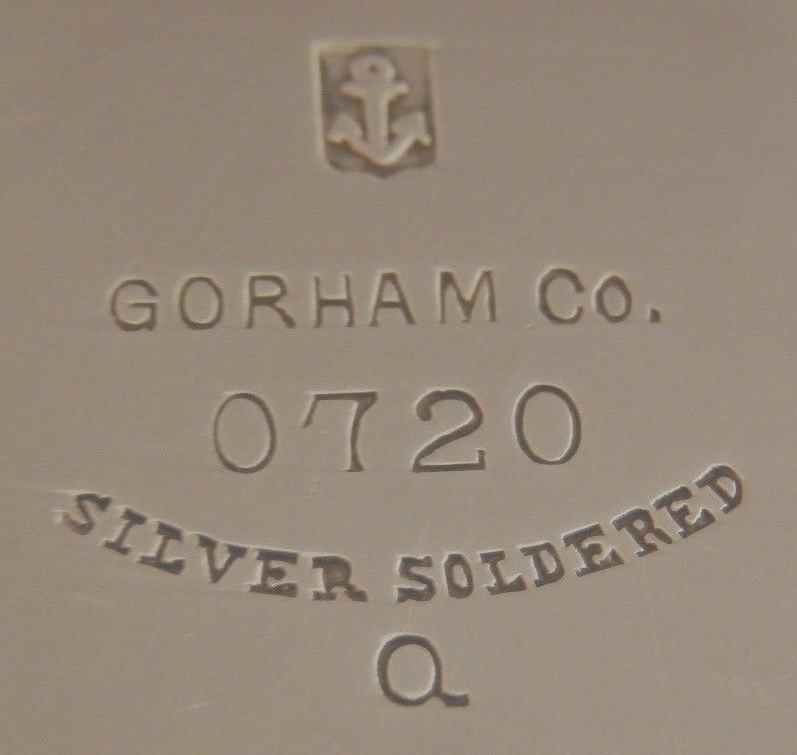 GORHAM CO.
0720
SILVER SOLDERED
Q